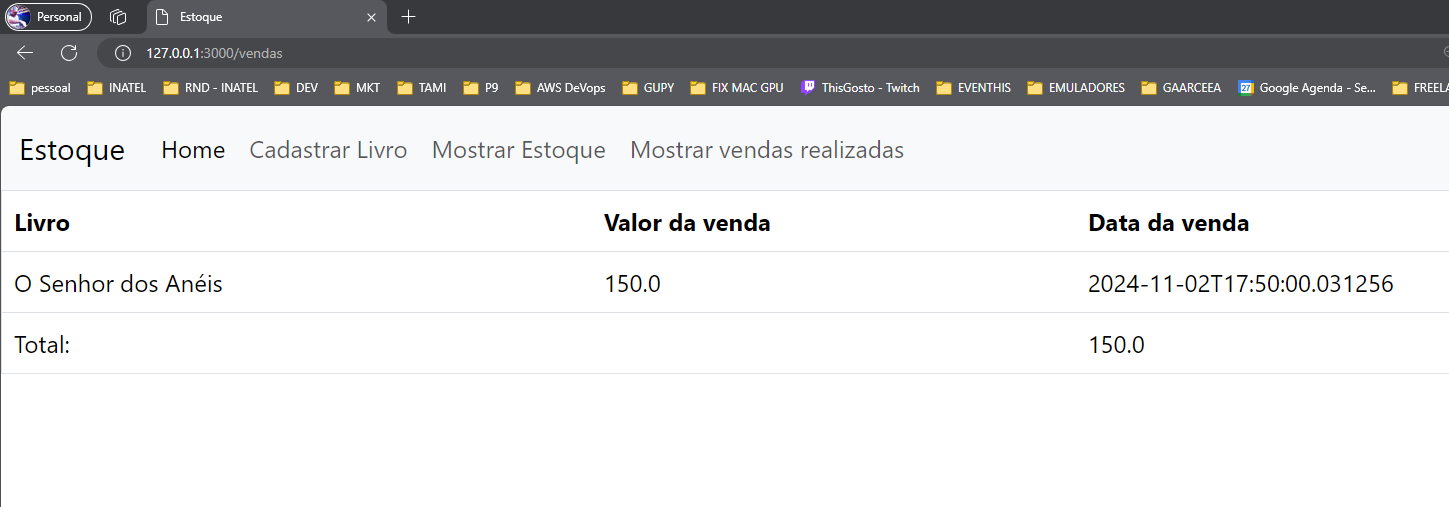 Personal Estoque
127.0.0.1:3000/vendas
pessoal INATEL RND - INATEL DEV MKT TAMI P9 AWS DeVops GUPY FIX MAC GPU ThisGosto - Twitch EVENTHIS EMULADORES GAARCEEA 27 Google Agenda - Se... FREELA
Estoque Home Cadastrar Livro Mostrar Estoque Mostrar vendas realizadas
Livro Valor da venda Data da venda
O Senhor dos Anéis 150.0 2024-11-02T17:50:00.031256
Total: 150.0